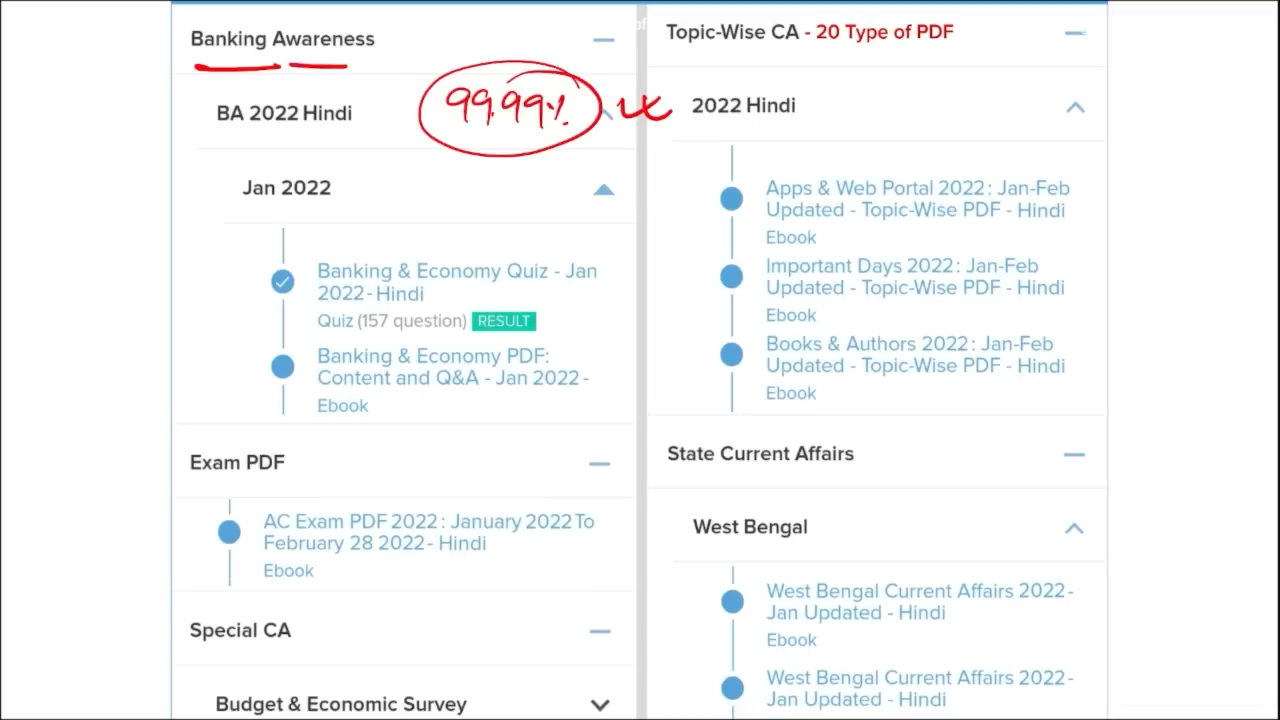 Banking Awareness
BA 2022 Hindi
99.99%
Jan 2022
Banking & Economy Quiz - Jan
2022-Hindi
Quiz (157 question) RESULT
Banking & Economy PDF:
Content and Q&A - Jan 2022 -
Ebook
Exam PDF
AC Exam PDF 2022 : January 2022 To
February 28 2022- Hindi
Ebook
Special CA
Budget & Economic Survey
Topic-Wise CA - 20 Type of PDF
2022 Hindi
Apps & Web Portal 2022 : Jan-Feb
Updated - Topic-Wise PDF - Hindi
Ebook
Important Days 2022 : Jan-Feb
Updated - Topic-Wise PDF - Hindi
Ebook
Books & Authors 2022 : Jan-Feb
Updated - Topic-Wise PDF - Hindi
Ebook
State Current Affairs
West Bengal
West Bengal Current Affairs 2022-
Jan Updated - Hindi
Ebook
West Bengal Current Affairs 2022-
Jan Updated - Hindi